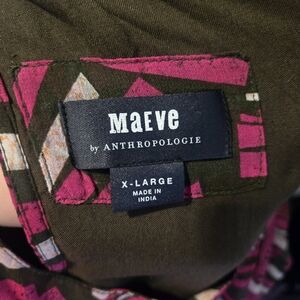 MAEVE
by ANTHROPOLOGIE
X-LARGE
MADE IN
INDIA